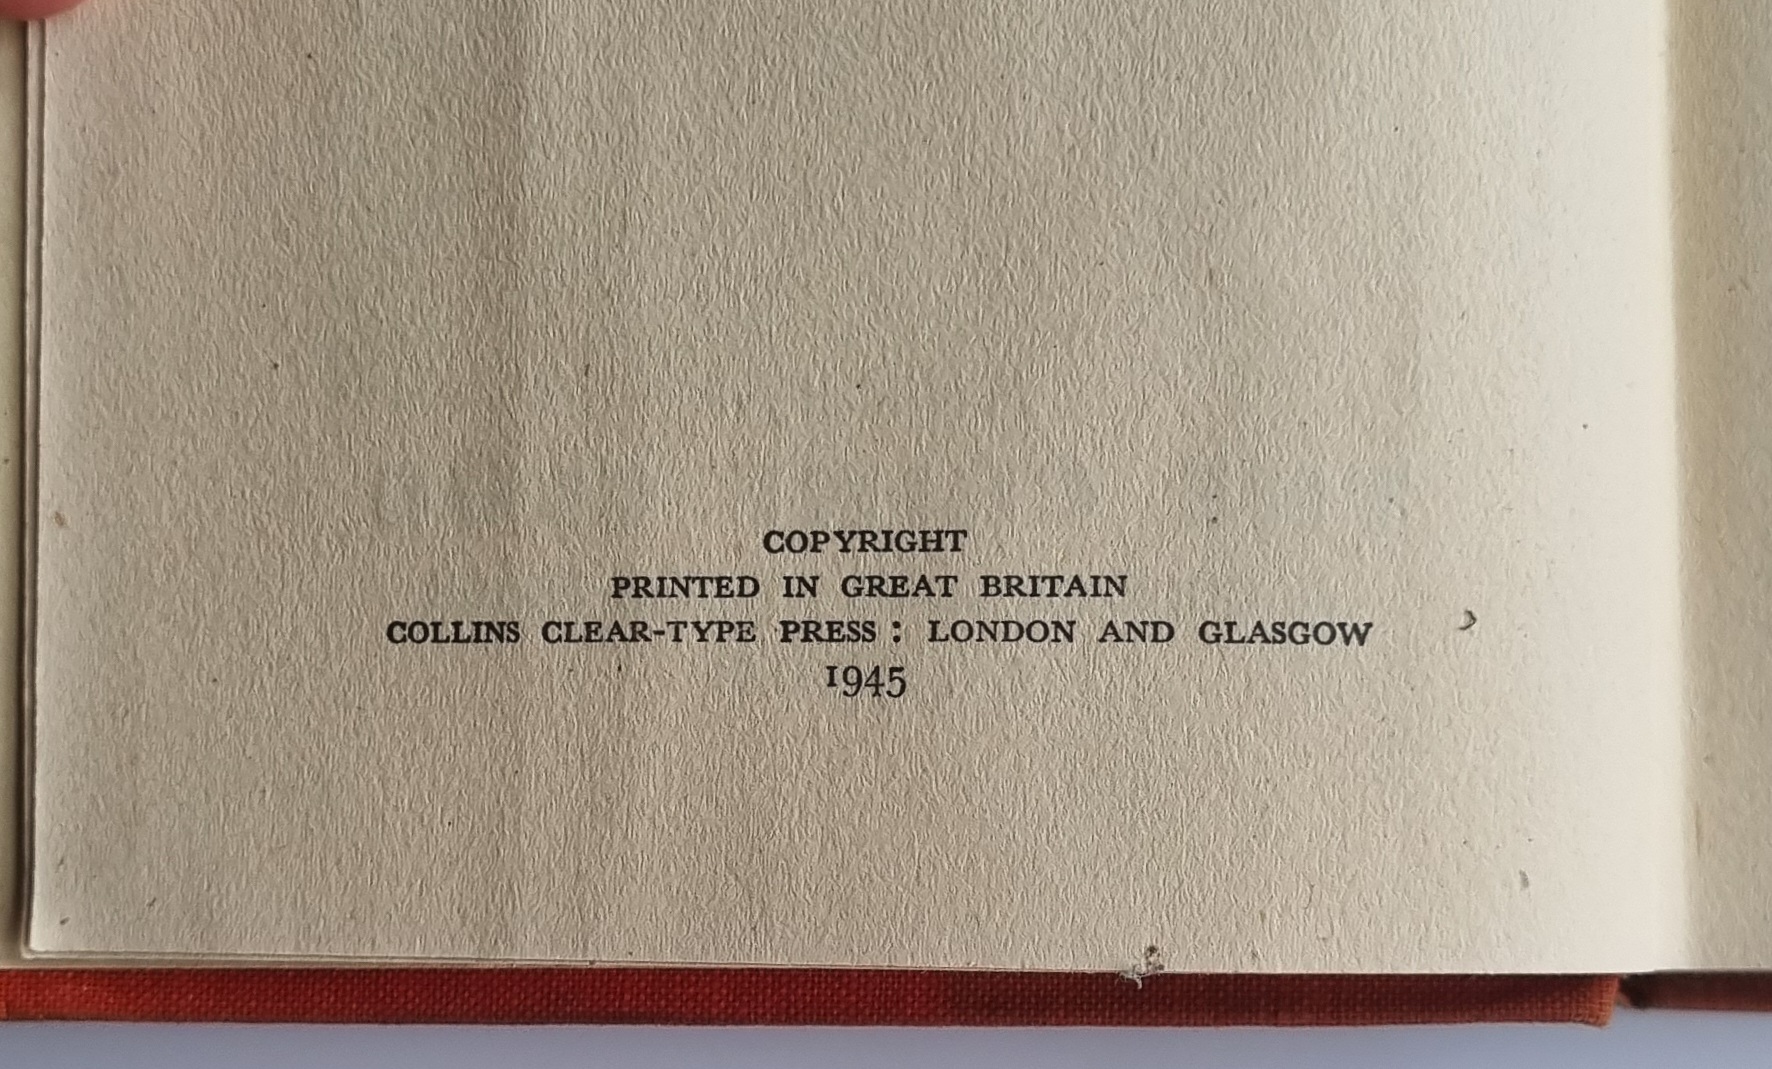 COPYRIGHT
PRINTED IN GREAT BRITAIN
COLLINS CLEAR-TYPE PRESS : LONDON AND GLASGOW
1945